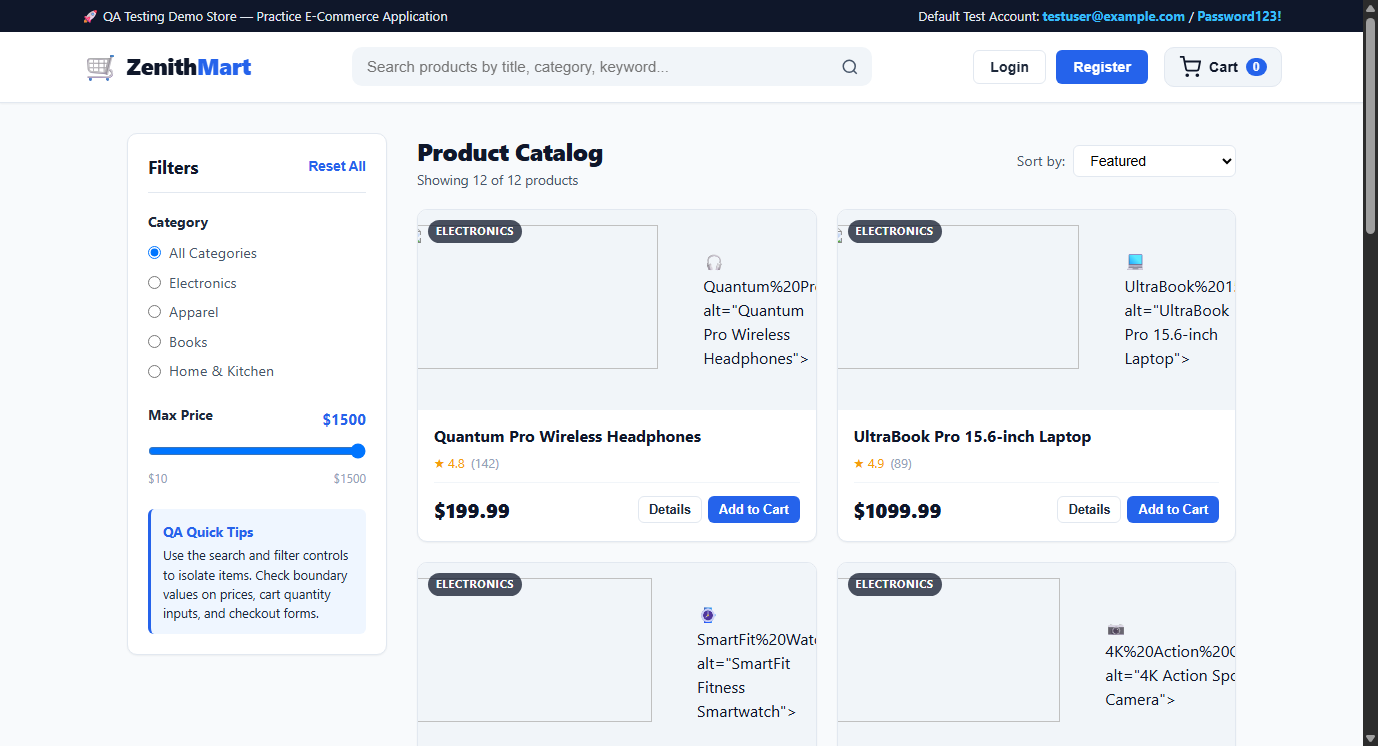 🚀 QA Testing Demo Store — Practice E-Commerce Application
Default Test Account: testuser@example.com / Password123!
ZenithMart
Search products by title, category, keyword...
Login
Register
Cart 0
Filters
Reset All
Category
All Categories
Electronics
Apparel
Books
Home & Kitchen
Max Price
$1500
$10
$1500
QA Quick Tips
Use the search and filter controls
to isolate items. Check boundary
values on prices, cart quantity
inputs, and checkout forms.
Product Catalog
Showing 12 of 12 products
Sort by: Featured
ELECTRONICS
Quantum%20Pr
alt="Quantum
Pro Wireless
Headphones">
Quantum Pro Wireless Headphones
★ 4.8 (142)
$199.99
Details
Add to Cart
ELECTRONICS
UltraBook%201
alt="UltraBook
Pro 15.6-inch
Laptop">
UltraBook Pro 15.6-inch Laptop
★ 4.9 (89)
$1099.99
Details
Add to Cart
ELECTRONICS
SmartFit%20Wat
alt="SmartFit
Fitness
Smartwatch">
ELECTRONICS
4K%20Action%20
alt="4K Action Spo
Camera">